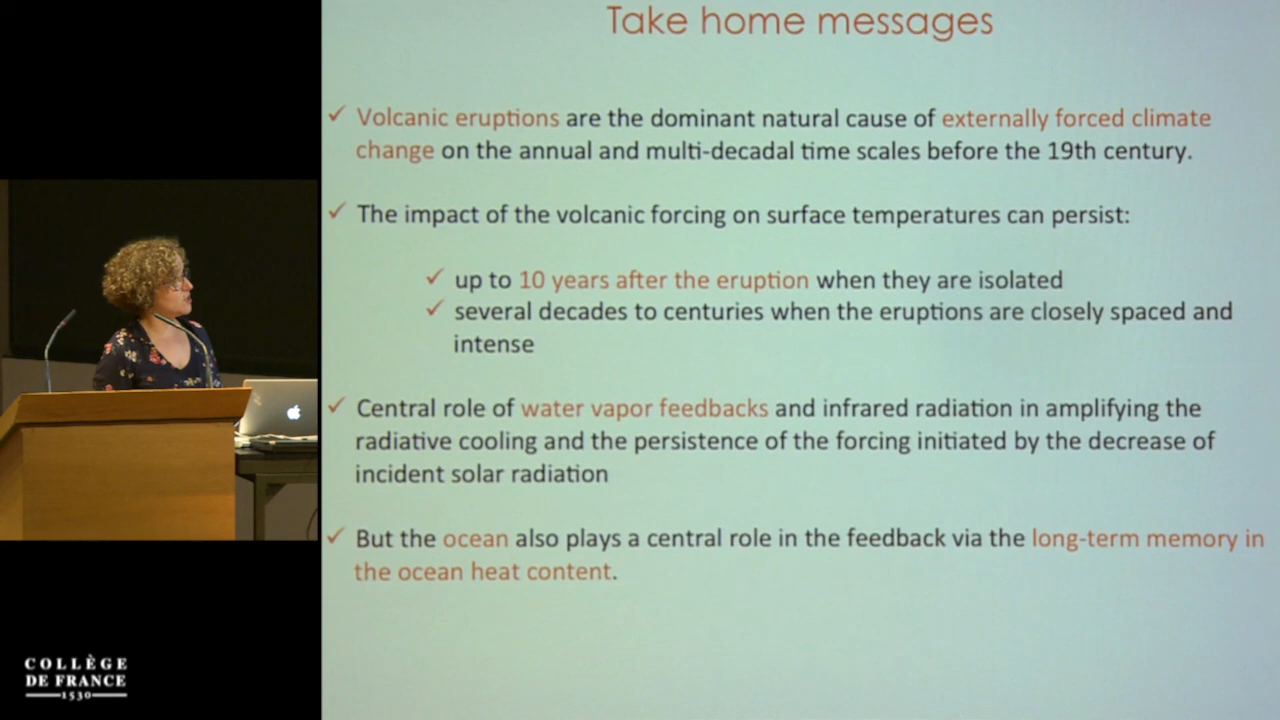 Take home messages
✓ Volcanic eruptions are the dominant natural cause of externally forced climate
change on the annual and multi-decadal time scales before the 19th century.
✓ The impact of the volcanic forcing on surface temperatures can persist:
✓ up to 10 years after the eruption when they are isolated
✓ several decades to centuries when the eruptions are closely spaced and
intense
✓ Central role of water vapor feedbacks and infrared radiation in amplifying the
radiative cooling and the persistence of the forcing initiated by the decrease of
incident solar radiation
✓ But the ocean also plays a central role in the feedback via the long-term memory in
the ocean heat content.
COLLÈGE
DE FRANCE
1530